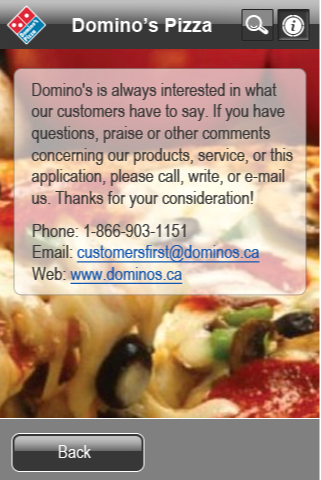 Domino's Pizza
Domino's Pizza
Domino's is always interested in what
our customers have to say. If you have
questions, praise or other comments
concerning our products, service, or this
application, please call, write, or e-mail
us. Thanks for your consideration!
Phone: 1-866-903-1151
Email: customersfirst@dominos.ca
Web: www.dominos.ca
Back